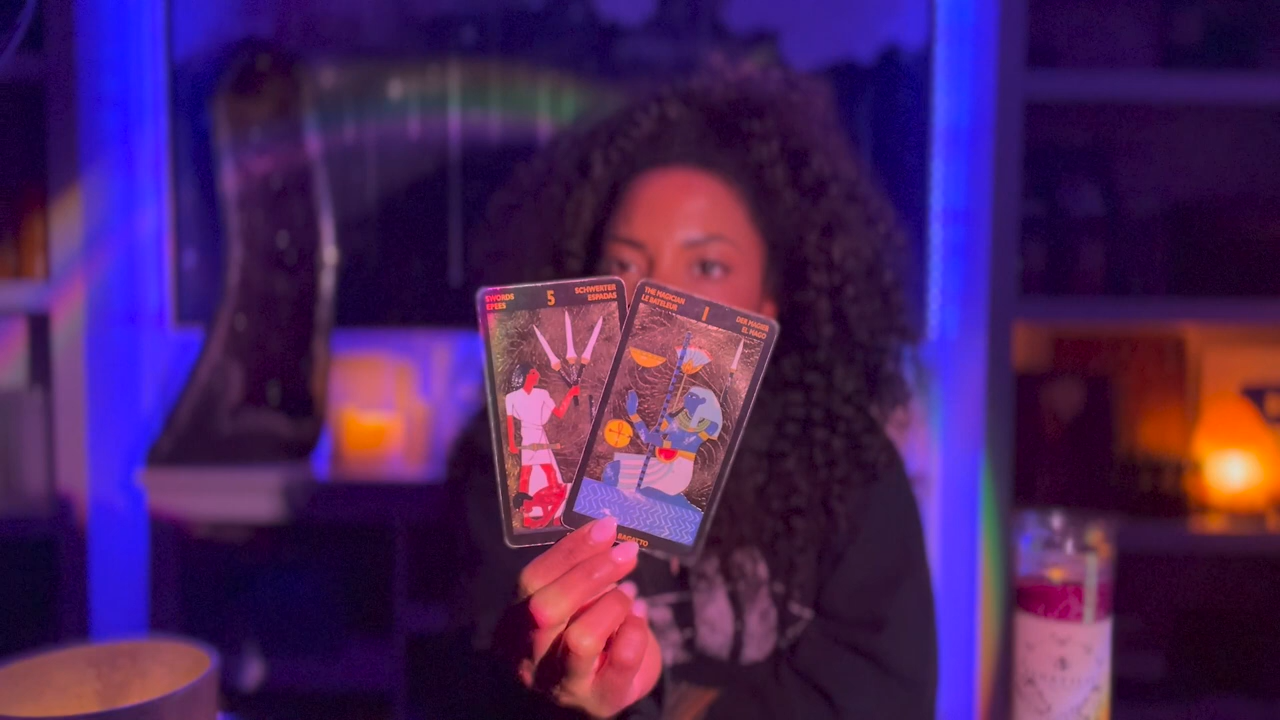 SWORDS
EPEES
5
SCHWERTER
ESPADAS
THE MAGICIAN
LE BATELEUR
I
DER MAGIER
EL MAGO
BAGATTO